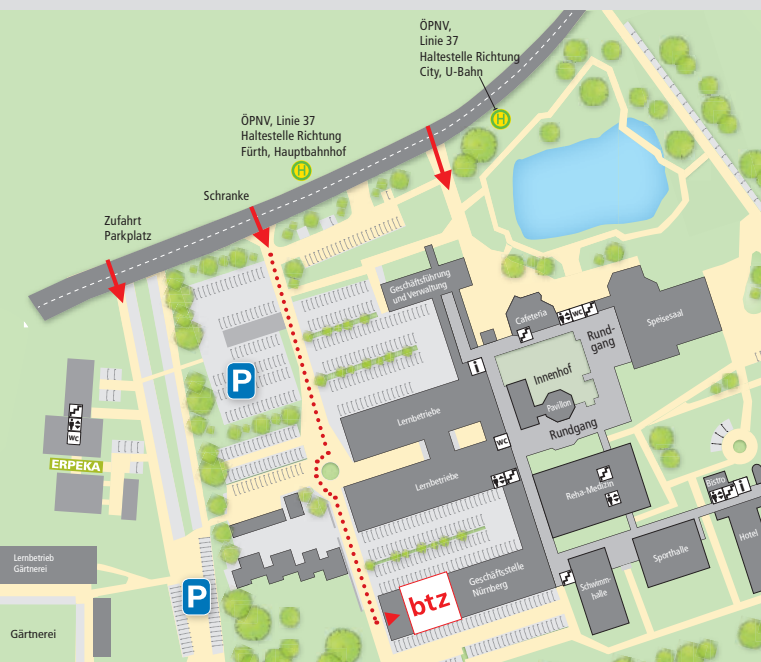 ÖPNV,
Linie 37
Haltestelle Richtung
City, U-Bahn
H
ÖPNV, Linie 37
Haltestelle Richtung
Fürth, Hauptbahnhof
H
Schranke
Zufahrt
Parkplatz
Geschäftsführung
und Verwaltung
Cafeteria
WC
Speisesaal
Rund-
gang
Innenhof
i
P
Pavillon
Lernbetriebe
Rundgang
WC
WC
ERPEKA
Lernbetriebe
Reha-Medizin
Bistro
i
Hotel
Sporthalle
Lernbetrieb
Gärtnerei
Geschäftsstelle
Nürnberg
Schwimm-
halle
P
btz
Gärtnerei